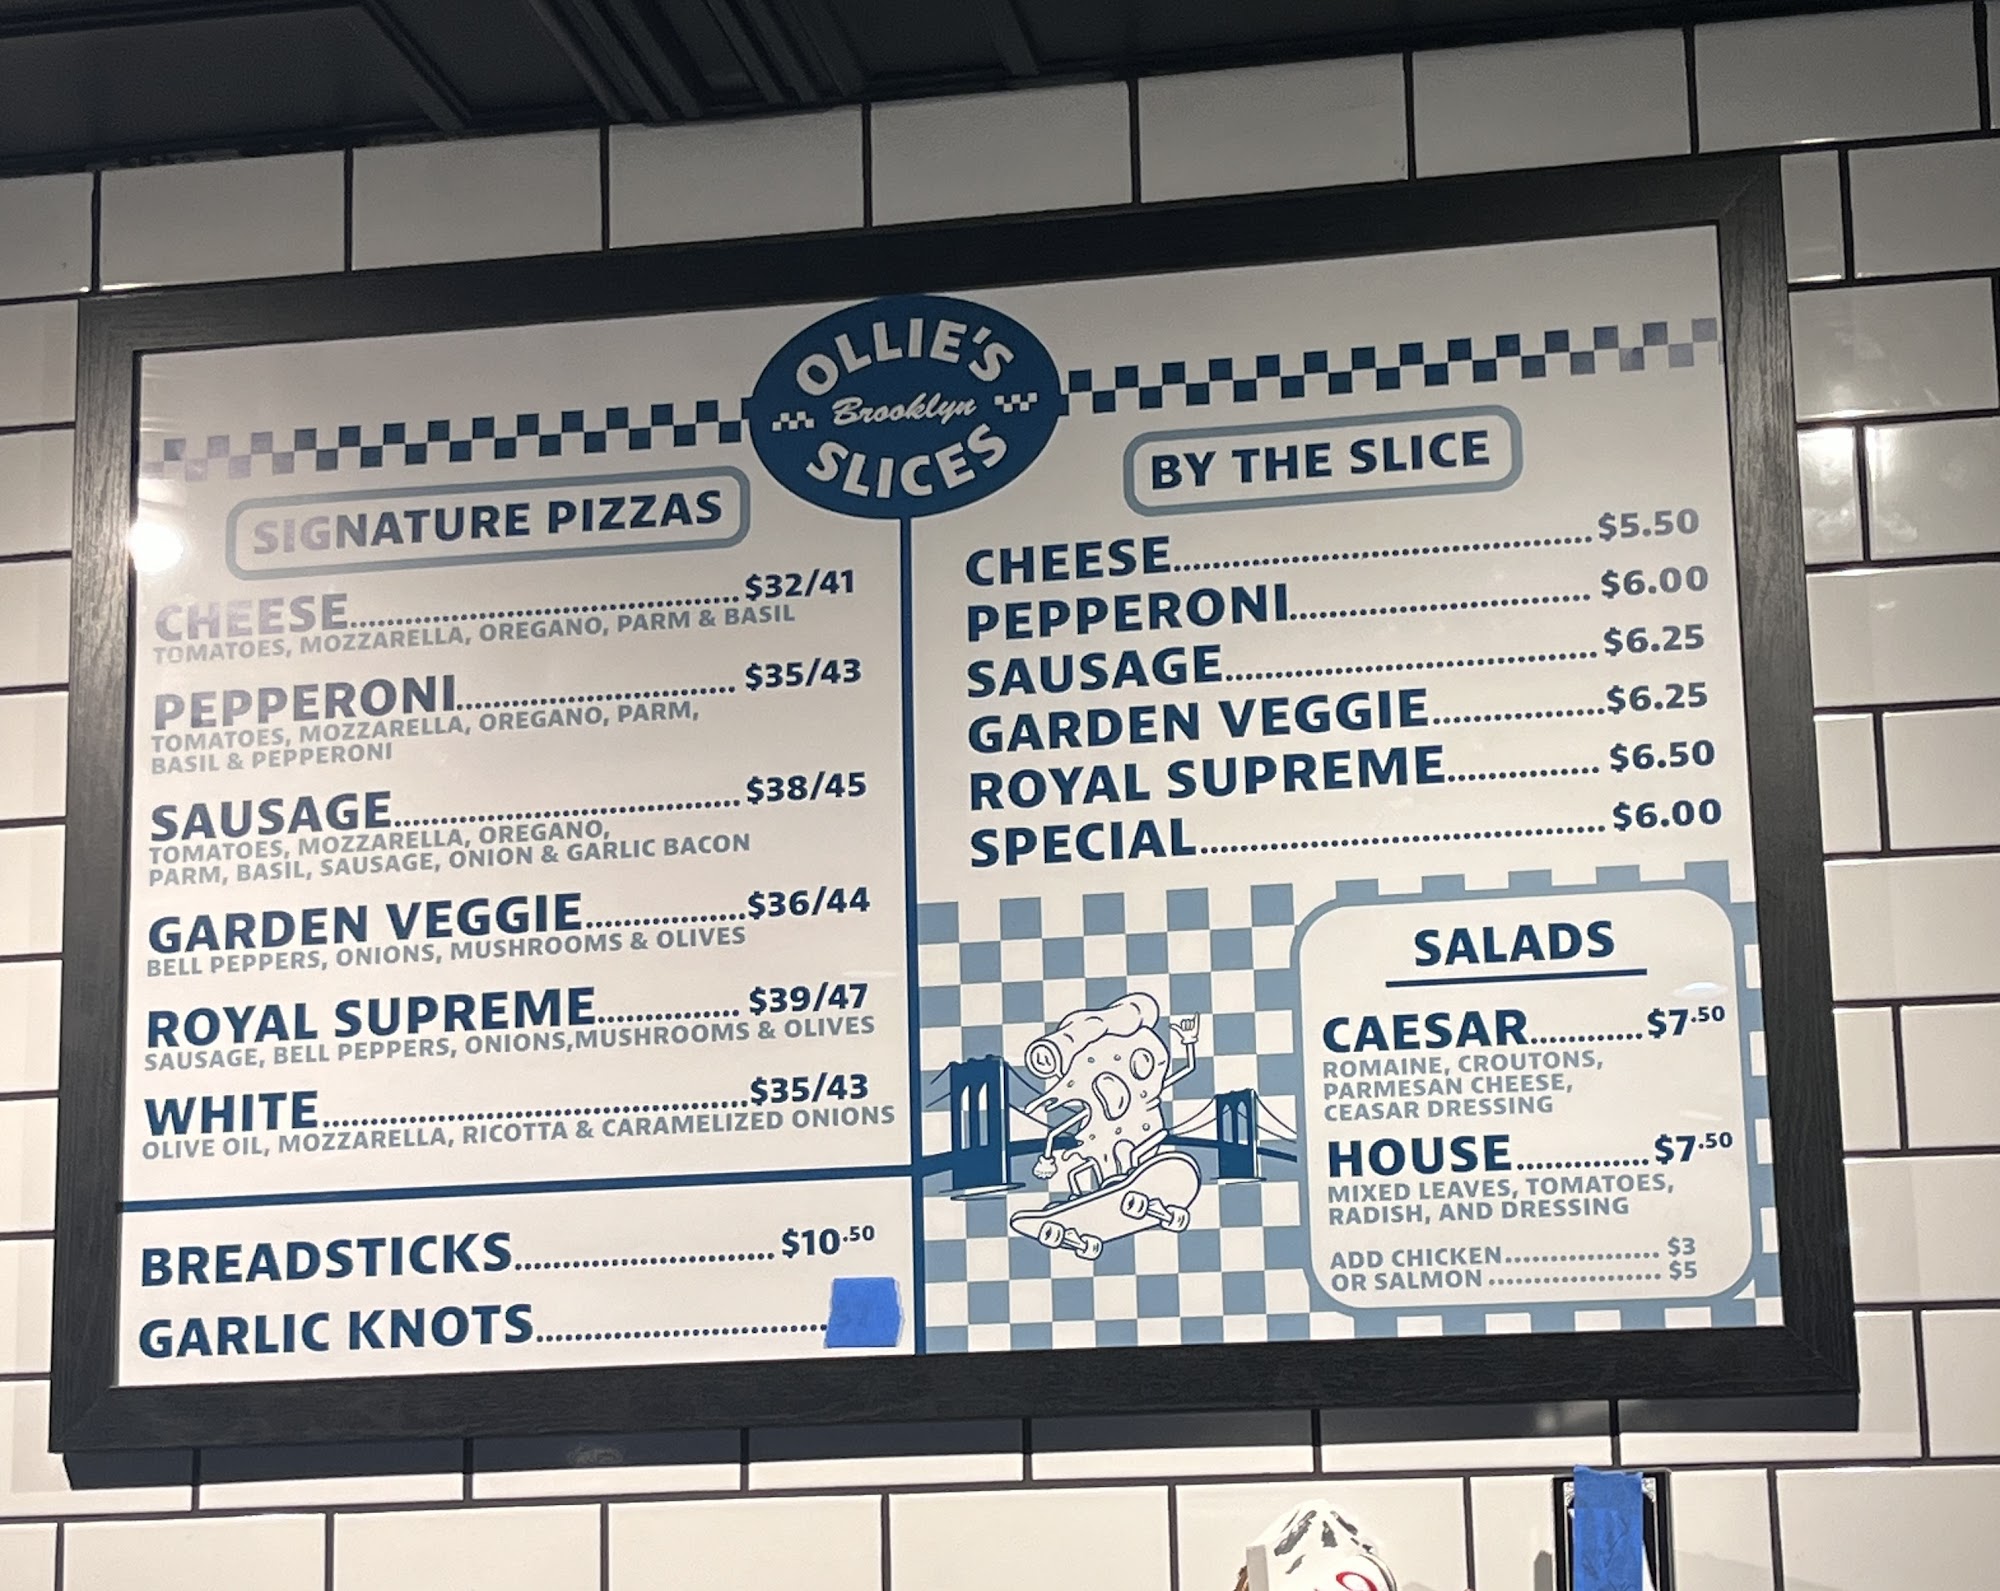 OLLIE'S
Brooklyn
SLICES
SIGNATURE PIZZAS
CHEESE....................$32/41
TOMATOES, MOZZARELLA, OREGANO, PARM & BASIL
PEPPERONI....................$35/43
TOMATOES, MOZZARELLA, OREGANO, PARM,
BASIL & PEPPERONI
SAUSAGE....................$38/45
TOMATOES, MOZZARELLA, OREGANO,
PARM, BASIL, SAUSAGE, ONION & GARLIC BACON
GARDEN VEGGIE....................$36/44
BELL PEPPERS, ONIONS, MUSHROOMS & OLIVES
ROYAL SUPREME....................$39/47
SAUSAGE, BELL PEPPERS, ONIONS,MUSHROOMS & OLIVES
WHITE....................$35/43
OLIVE OIL, MOZZARELLA, RICOTTA & CARAMELIZED ONIONS
BREADSTICKS....................$10.50
GARLIC KNOTS....................
BY THE SLICE
CHEESE....................$5.50
PEPPERONI....................$6.00
SAUSAGE....................$6.25
GARDEN VEGGIE....................$6.25
ROYAL SUPREME....................$6.50
SPECIAL....................$6.00
SALADS
CAESAR....................$7.50
ROMAINE, CROUTONS,
PARMESAN CHEESE,
CEASAR DRESSING
HOUSE....................$7.50
MIXED LEAVES, TOMATOES,
RADISH, AND DRESSING
ADD CHICKEN....................$3
OR SALMON....................$5